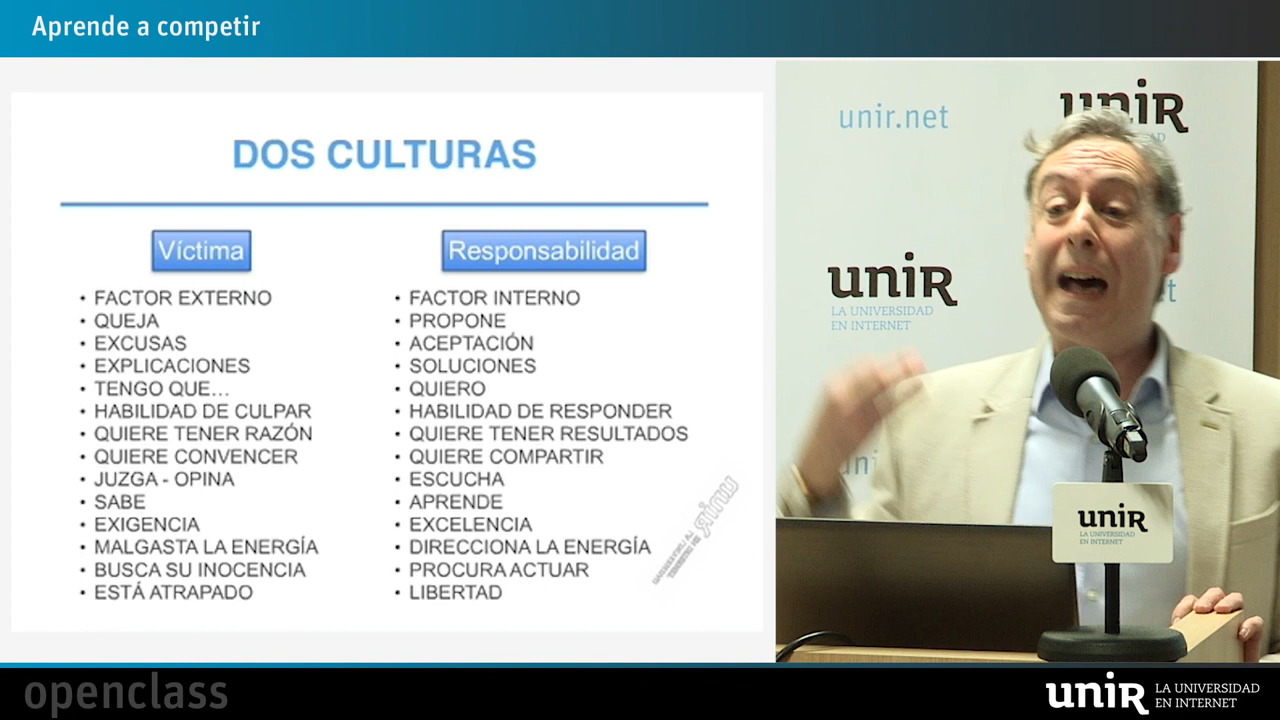 Aprende a competir
DOS CULTURAS
Víctima
• FACTOR EXTERNO
• QUEJA
• EXCUSAS
• EXPLICACIONES
• TENGO QUE...
• HABILIDAD DE CULPAR
• QUIERE TENER RAZÓN
• QUIERE CONVENCER
• JUZGA - OPINA
• SABE
• EXIGENCIA
• MALGASTA LA ENERGÍA
• BUSCA SU INOCENCIA
• ESTÁ ATRAPADO
Responsabilidad
• FACTOR INTERNO
• PROPONE
• ACEPTACIÓN
• SOLUCIONES
• QUIERO
• HABILIDAD DE RESPONDER
• QUIERE TENER RESULTADOS
• QUIERE COMPARTIR
• ESCUCHA
• APRENDE
• EXCELENCIA
• DIRECCIONA LA ENERGÍA
• PROCURA ACTUAR
• LIBERTAD
unir.net
uniR
uniR
LA UNIVERSIDAD
EN INTERNET
uniR
LA UNIVERSIDAD
EN INTERNET
openclass
uniR
LA UNIVERSIDAD
EN INTERNET